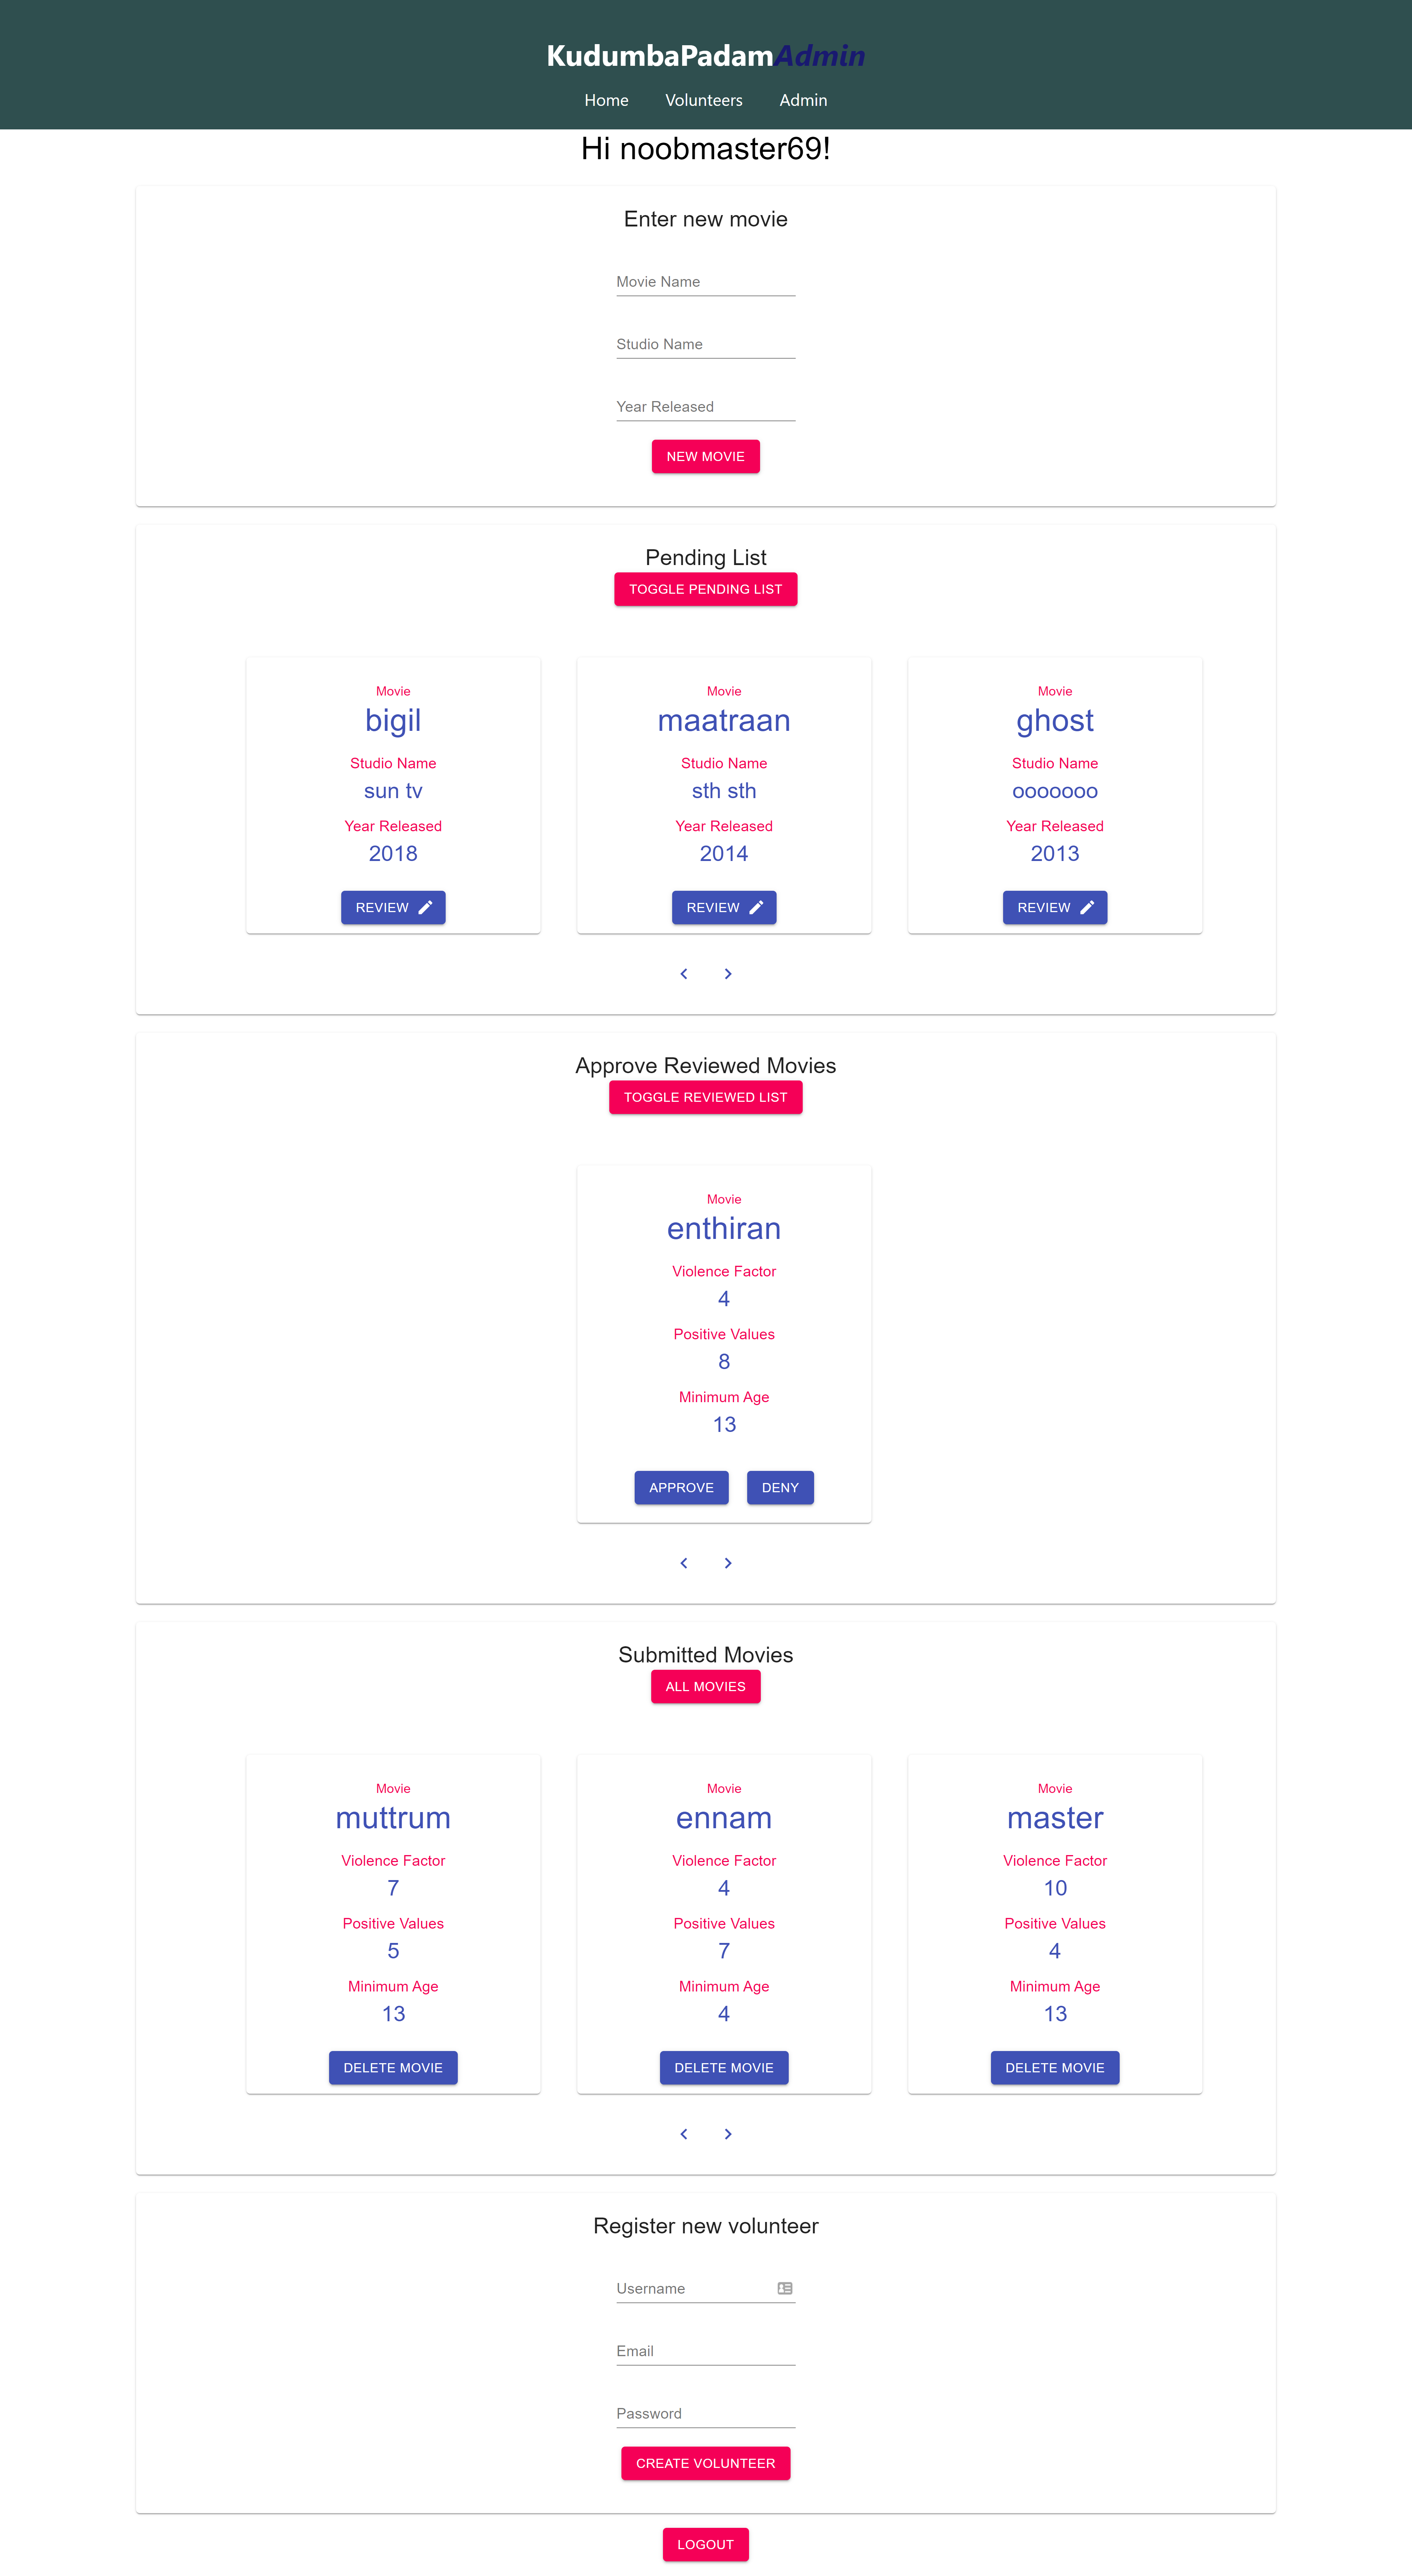 KudumbaPadamAdmin
Home Volunteers Admin
Hi noobmaster69!
Enter new movie
Movie Name
Studio Name
Year Released
NEW MOVIE
Pending List
TOGGLE PENDING LIST
Movie Movie Movie
bigil maatraan ghost
Studio Name Studio Name Studio Name
sun tv sth sth ooooooo
Year Released Year Released Year Released
2018 2014 2013
REVIEW REVIEW REVIEW
Approve Reviewed Movies
TOGGLE REVIEWED LIST
Movie
enthiran
Violence Factor
4
Positive Values
8
Minimum Age
13
APPROVE DENY
Submitted Movies
ALL MOVIES
Movie Movie Movie
muttrum ennam master
Violence Factor Violence Factor Violence Factor
7 4 10
Positive Values Positive Values Positive Values
5 7 4
Minimum Age Minimum Age Minimum Age
13 4 13
DELETE MOVIE DELETE MOVIE DELETE MOVIE
Register new volunteer
Username
Email
Password
CREATE VOLUNTEER
LOGOUT